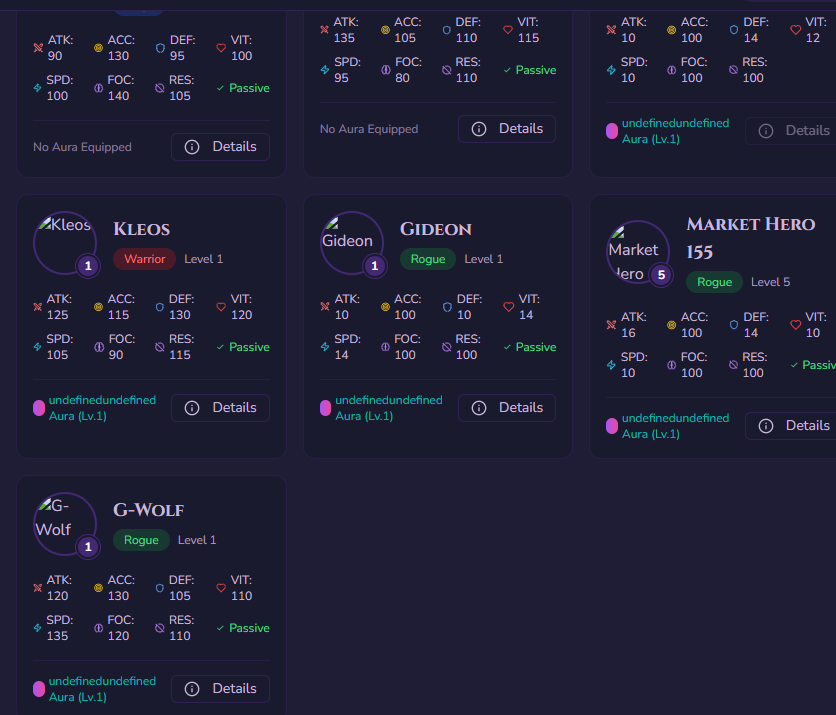 ATK: ACC: DEF: VIT:
90 130 95 100
SPD: FOC: RES: Passive
100 140 105
No Aura Equipped Details
ATK: ACC: DEF: VIT:
135 105 110 115
SPD: FOC: RES: Passive
95 80 110
No Aura Equipped Details
ATK: ACC: DEF: VIT:
10 100 14 12
SPD: FOC: RES:
10 100 100
undefinedundefined
Aura (Lv.1) Details
Kleos
KLEOS
1 Warrior Level 1
ATK: ACC: DEF: VIT:
125 115 130 120
SPD: FOC: RES: Passive
105 90 115
undefinedundefined
Aura (Lv.1) Details
Gideon
GIDEON
1 Rogue Level 1
ATK: ACC: DEF: VIT:
10 100 10 14
SPD: FOC: RES: Passive
14 100 100
undefinedundefined
Aura (Lv.1) Details
Market
MARKET HERO
155
5 Rogue Level 5
ATK: ACC: DEF: VIT:
16 100 14 10
SPD: FOC: RES:
10 100 100
undefinedundefined
Aura (Lv.1) Details
G-
Wolf
G-WOLF
1 Rogue Level 1
ATK: ACC: DEF: VIT:
120 130 105 110
SPD: FOC: RES: Passive
135 120 110
undefinedundefined
Aura (Lv.1) Details